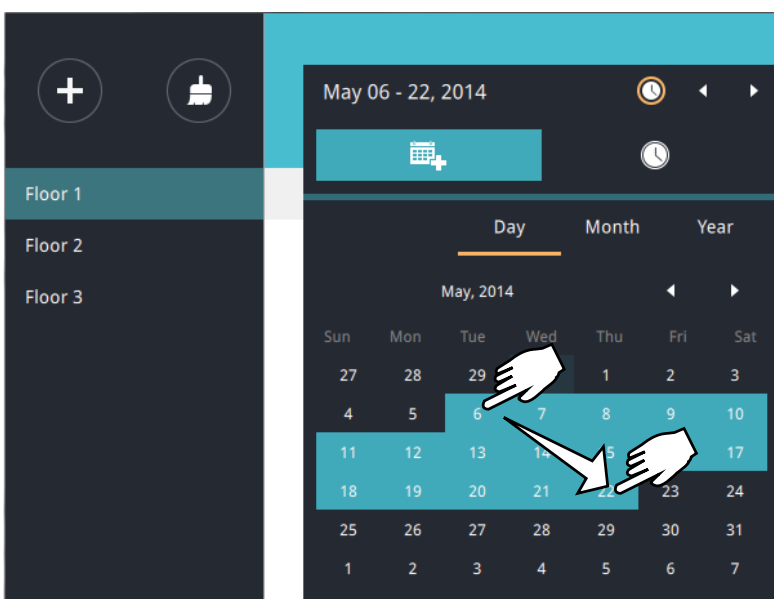 May 06 - 22, 2014
Floor 1
Day Month Year
Floor 2
May, 2014
Floor 3
Sun Mon Tue Wed Thu Fri Sat
27 28 29 1 2 3
4 5 6 7 8 9 10
11 12 13 14 17
18 19 20 21 22 23 24
25 26 27 28 29 30 31
1 2 3 4 5 6 7